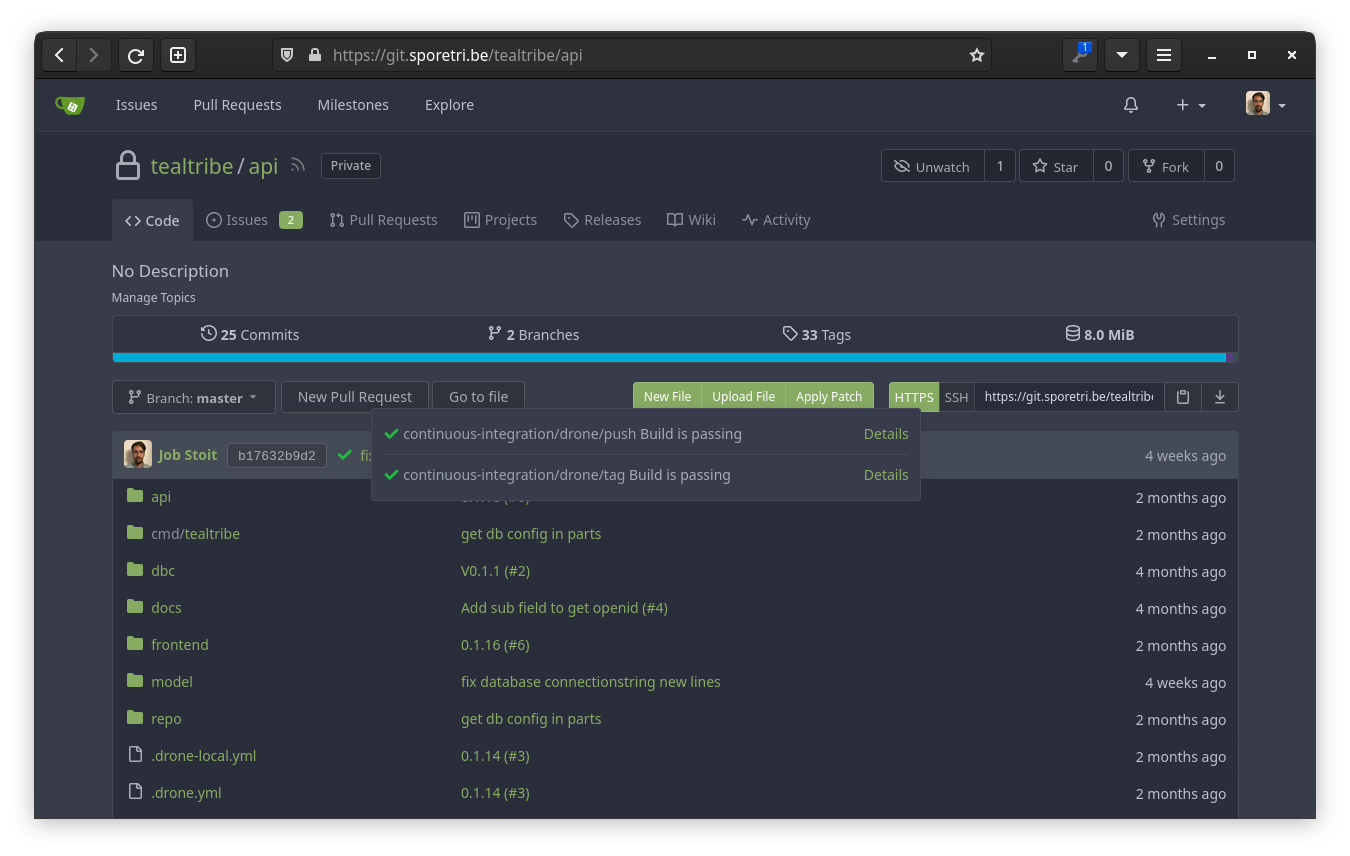 https://git.sporetri.be/tealtribe/api
1
Issues Pull Requests Milestones Explore
tealtribe/api Private Unwatch 1 Star 0 Fork 0
Code Issues 2 Pull Requests Projects Releases Wiki Activity Settings
No Description
Manage Topics
25 Commits 2 Branches 33 Tags 8.0 MiB
Branch: master New Pull Request Go to file New File Upload File Apply Patch HTTPS SSH https://git.sporetri.be/tealtribe
continuous-integration/drone/push Build is passing Details
continuous-integration/drone/tag Build is passing Details
Job Stoit b17632b9d2 4 weeks ago
api 2 months ago
cmd/tealtribe get db config in parts 2 months ago
dbc V0.1.1 (#2) 4 months ago
docs Add sub field to get openid (#4) 4 months ago
frontend 0.1.16 (#6) 2 months ago
model fix database connectionstring new lines 4 weeks ago
repo get db config in parts 2 months ago
.drone-local.yml 0.1.14 (#3) 2 months ago
.drone.yml 0.1.14 (#3) 2 months ago